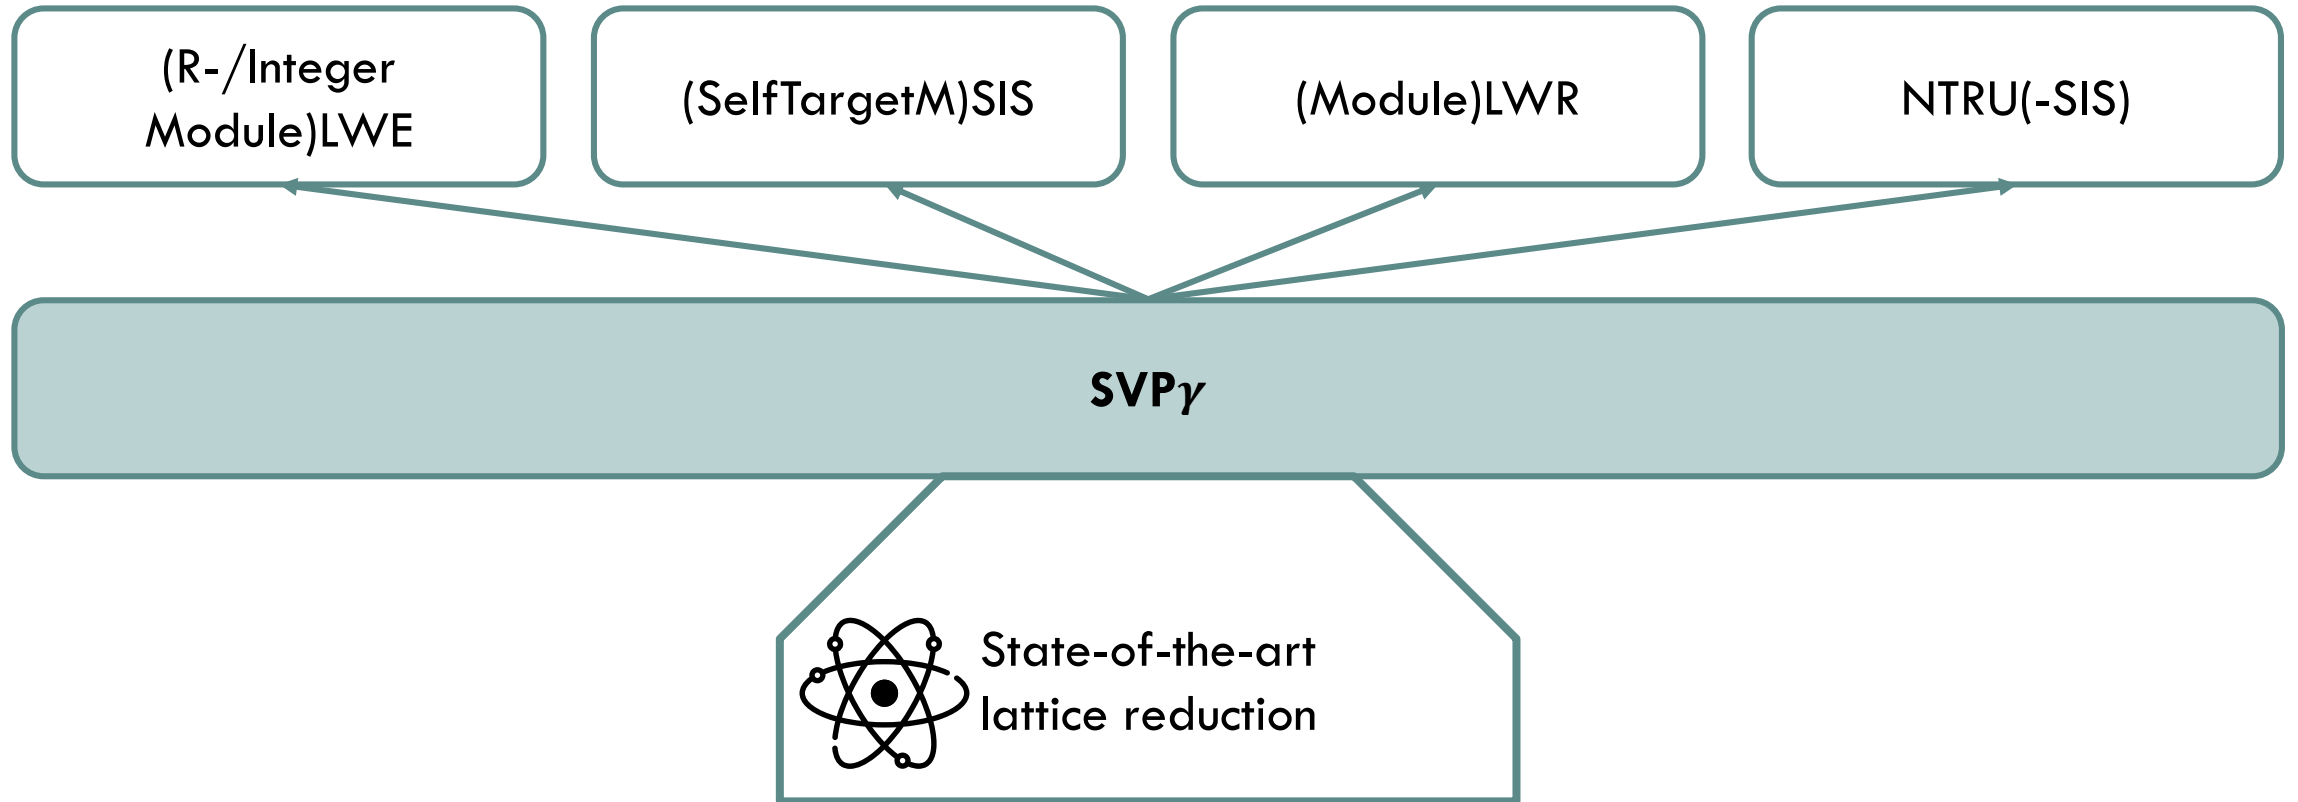 (R-/Integer
Module)LWE
(SelfTargetM)SIS
(Module)LWR
NTRU(-SIS)
SVPγ
State-of-the-art
lattice reduction